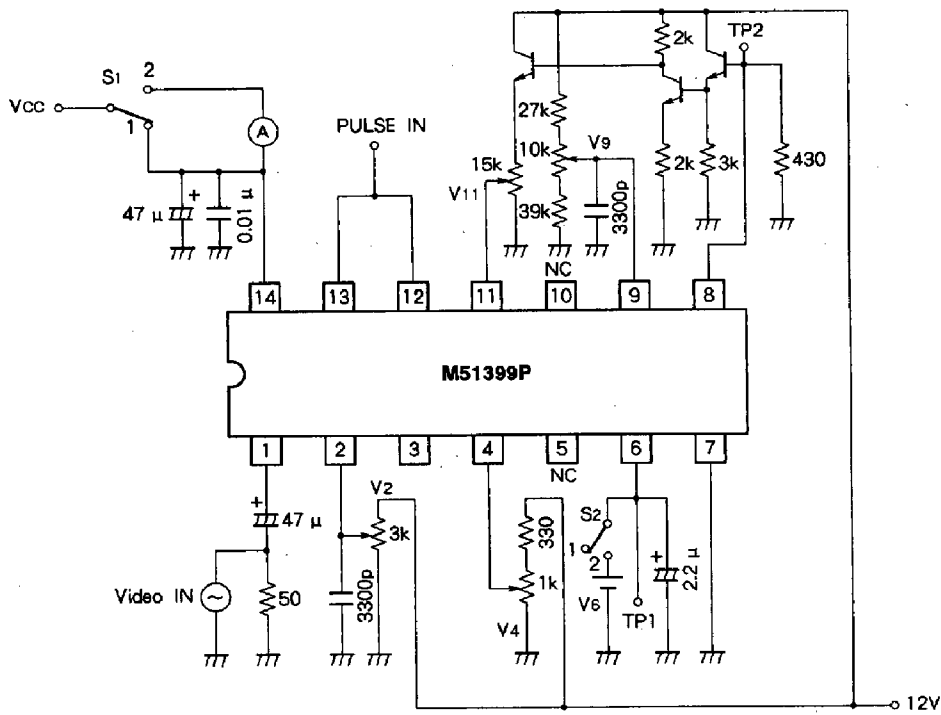 TP2
2k
S1
2
VCC
1
A
27k
PULSE IN
10k
V9
15k
2k
3k
430
V11
39k
3300p
47 μ
+
0.01 μ
NC
14
13
12
11
10
9
8
M51399P
1
2
3
4
5
6
7
NC
+
47 μ
V2
3k
330
S2
1
2
+
2.2 μ
Video IN
50
3300p
1k
V6
V4
TP1
12V